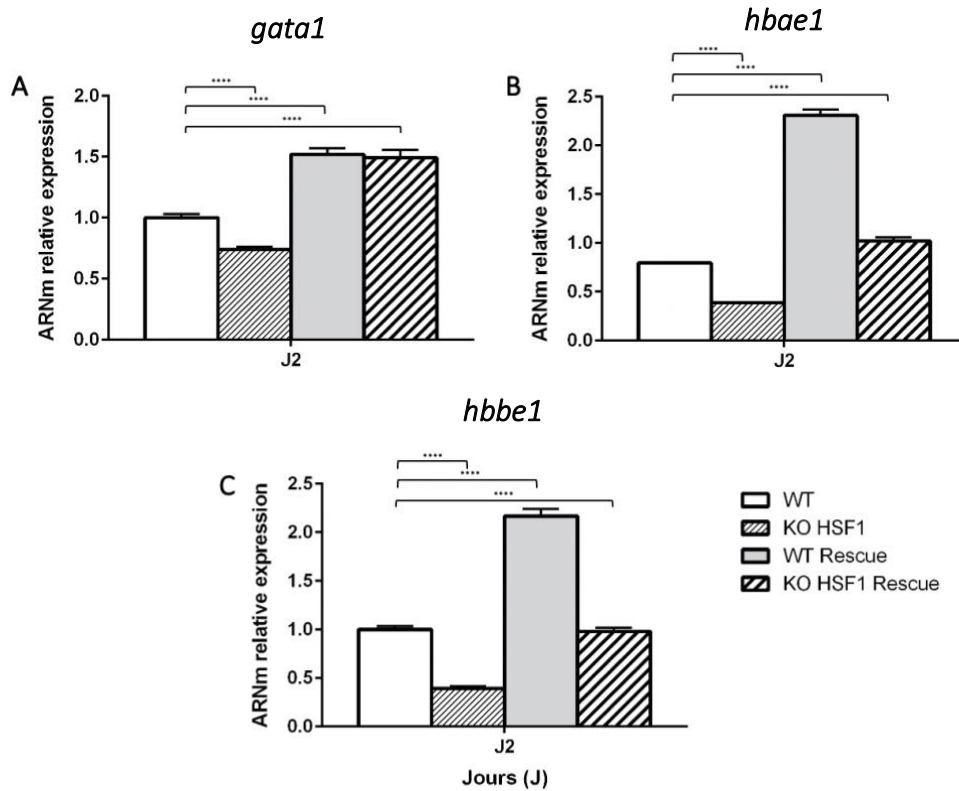 gata1
A
****
****
****
ARNm relative expression
2.0
1.5
1.0
0.5
0.0
J2
hbae1
B
****
****
****
ARNm relative expression
2.5
2.0
1.5
1.0
0.5
0.0
J2
hbbe1
C
****
****
****
ARNm relative expression
2.5
2.0
1.5
1.0
0.5
0.0
J2
Jours (J)
WT
KO HSF1
WT Rescue
KO HSF1 Rescue